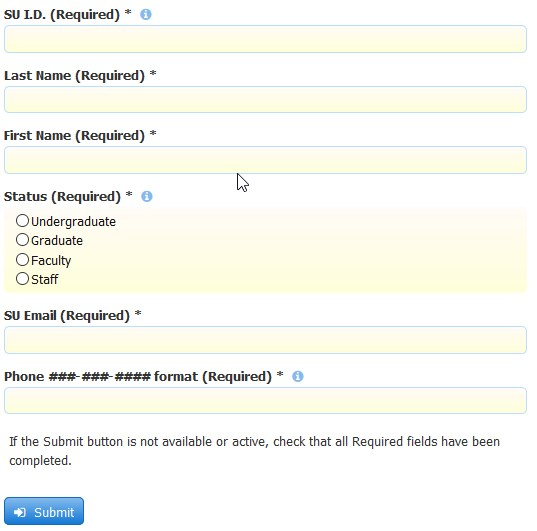 SU I.D. (Required) *
Last Name (Required) *
First Name (Required) *
Status (Required) *
Undergraduate
Graduate
Faculty
Staff
SU Email (Required) *
Phone ###-###-#### format (Required) *
If the Submit button is not available or active, check that all Required fields have been
completed.
Submit